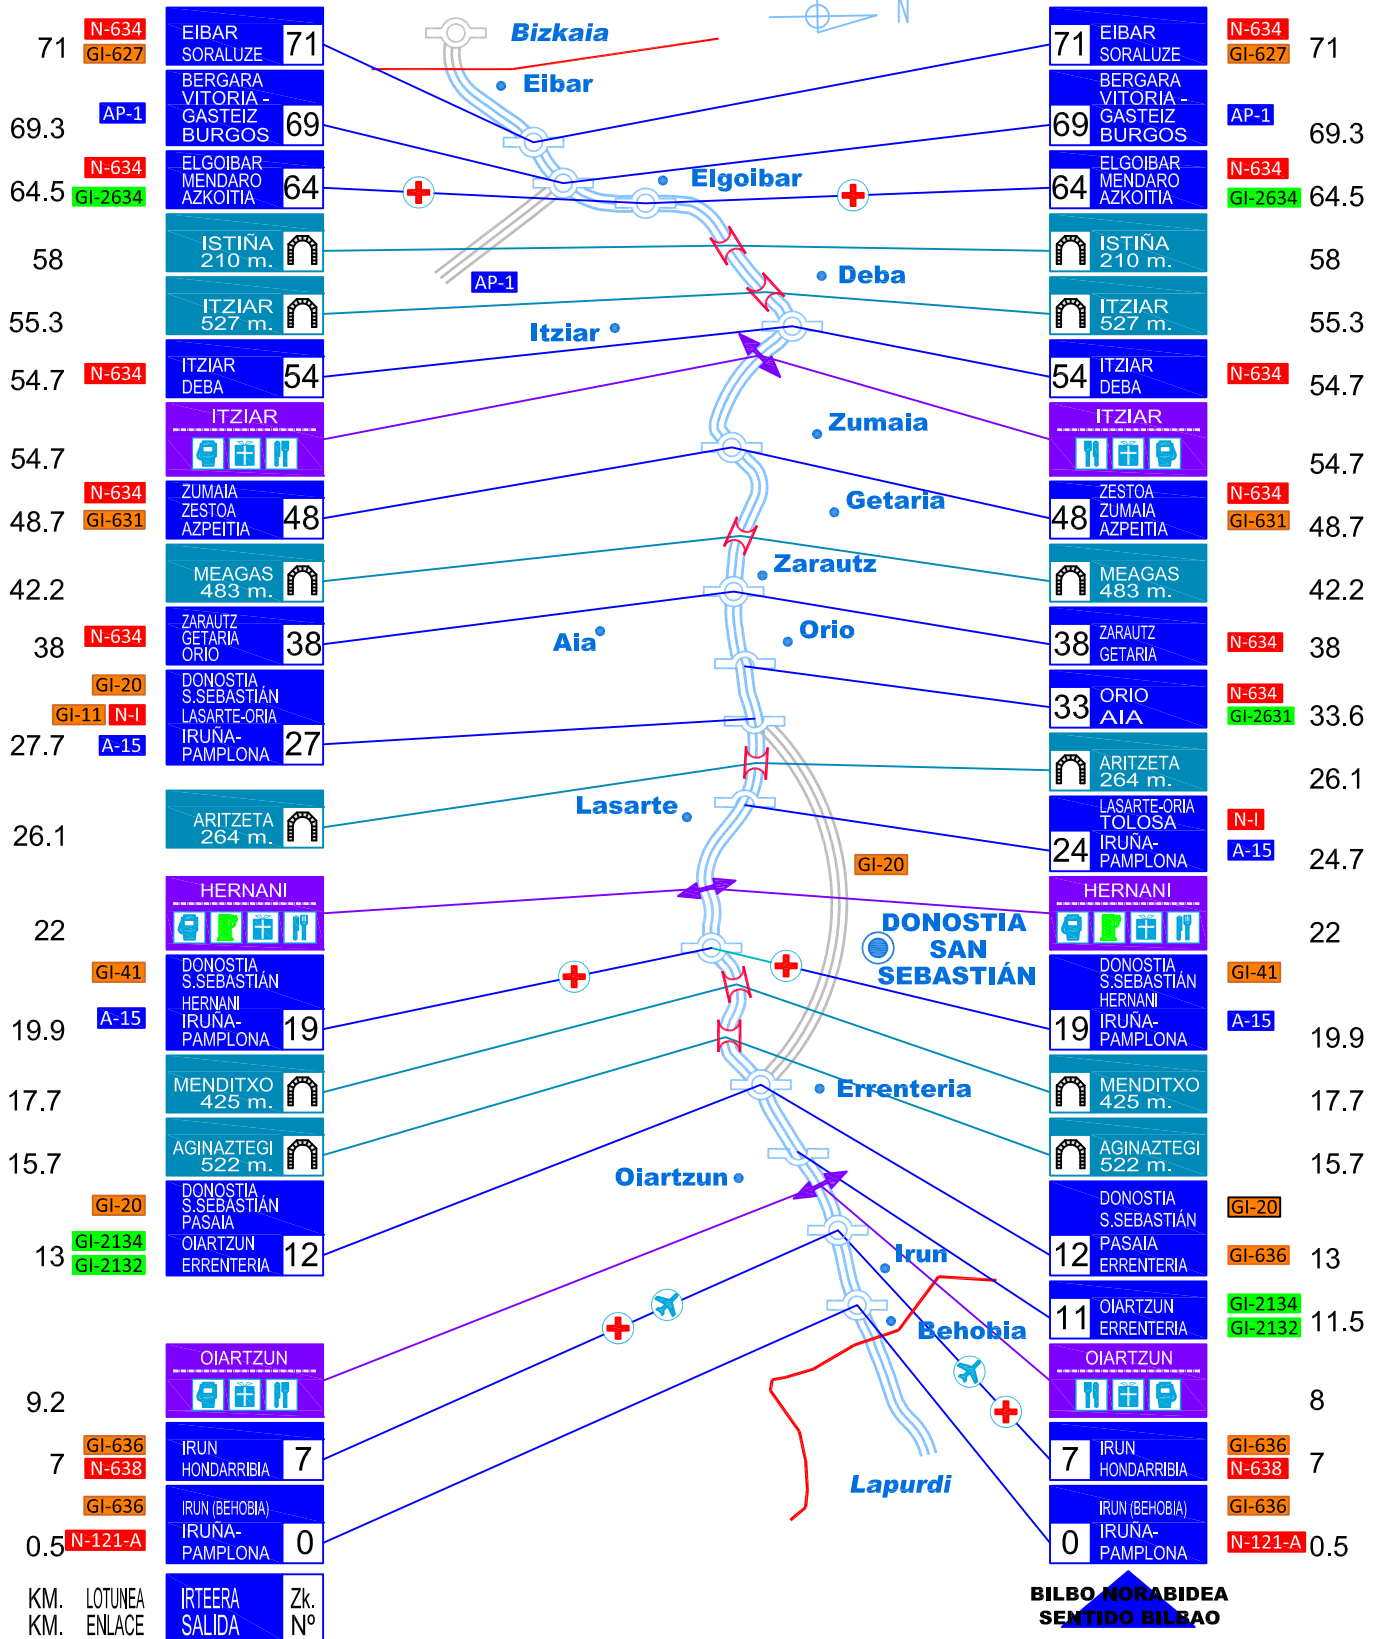 71
N-634
GI-627
EIBAR
SORALUZE
71
69.3
AP-1
BERGARA
VITORIA -
GASTEIZ
BURGOS
69
64.5
N-634
GI-2634
ELGOIBAR
MENDARO
AZKOITIA
64
58
ISTIÑA
210 m.
55.3
ITZIAR
527 m.
54.7
N-634
ITZIAR
DEBA
54
54.7
ITZIAR
48.7
N-634
GI-631
ZUMAIA
ZESTOA
AZPEITIA
48
42.2
MEAGAS
483 m.
38
N-634
ZARAUTZ
GETARIA
ORIO
38
27.7
GI-20
GI-11 N-I
A-15
DONOSTIA
S.SEBASTIÁN
LASARTE-ORIA
IRUÑA-
PAMPLONA
27
26.1
ARITZETA
264 m.
22
HERNANI
19.9
GI-41
A-15
DONOSTIA
S.SEBASTIÁN
HERNANI
IRUÑA-
PAMPLONA
19
17.7
MENDITXO
425 m.
15.7
AGINAZTEGI
522 m.
13
GI-20
GI-2134
GI-2132
DONOSTIA
S.SEBASTIÁN
PASAIA
OIARTZUN
ERRENTERIA
12
9.2
OIARTZUN
7
GI-636
N-638
IRUN
HONDARRIBIA
7
0.5
GI-636
N-121-A
IRUN (BEHOBIA)
IRUÑA-
PAMPLONA
0
KM. LOTUNEA IRTEERA Zk.
KM. ENLACE SALIDA Nº
N
Bizkaia
Eibar
Elgoibar
Deba
AP-1
Itziar
Zumaia
Getaria
Zarautz
Aia
Orio
Lasarte
GI-20
DONOSTIA
SAN
SEBASTIÁN
Errenteria
Oiartzun
Irun
Behobia
Lapurdi
71
EIBAR
SORALUZE
N-634
GI-627
71
69
BERGARA
VITORIA -
GASTEIZ
BURGOS
AP-1
69.3
64
ELGOIBAR
MENDARO
AZKOITIA
N-634
GI-2634
64.5
ISTIÑA
210 m.
58
ITZIAR
527 m.
55.3
54
ITZIAR
DEBA
N-634
54.7
ITZIAR
54.7
48
ZESTOA
ZUMAIA
AZPEITIA
N-634
GI-631
48.7
MEAGAS
483 m.
42.2
38
ZARAUTZ
GETARIA
N-634
38
33
ORIO
AIA
N-634
GI-2631
33.6
ARITZETA
264 m.
26.1
24
LASARTE-ORIA
TOLOSA
IRUÑA-
PAMPLONA
N-I
A-15
24.7
HERNANI
22
19
DONOSTIA
S.SEBASTIÁN
HERNANI
IRUÑA-
PAMPLONA
GI-41
A-15
19.9
MENDITXO
425 m.
17.7
AGINAZTEGI
522 m.
15.7
12
DONOSTIA
S.SEBASTIÁN
PASAIA
ERRENTERIA
GI-20
GI-636
13
11
OIARTZUN
ERRENTERIA
GI-2134
GI-2132
11.5
OIARTZUN
8
7
IRUN
HONDARRIBIA
GI-636
N-638
7
0
IRUN (BEHOBIA)
IRUÑA-
PAMPLONA
GI-636
N-121-A
0.5
BILBO NORABIDEA
SENTIDO BILBAO